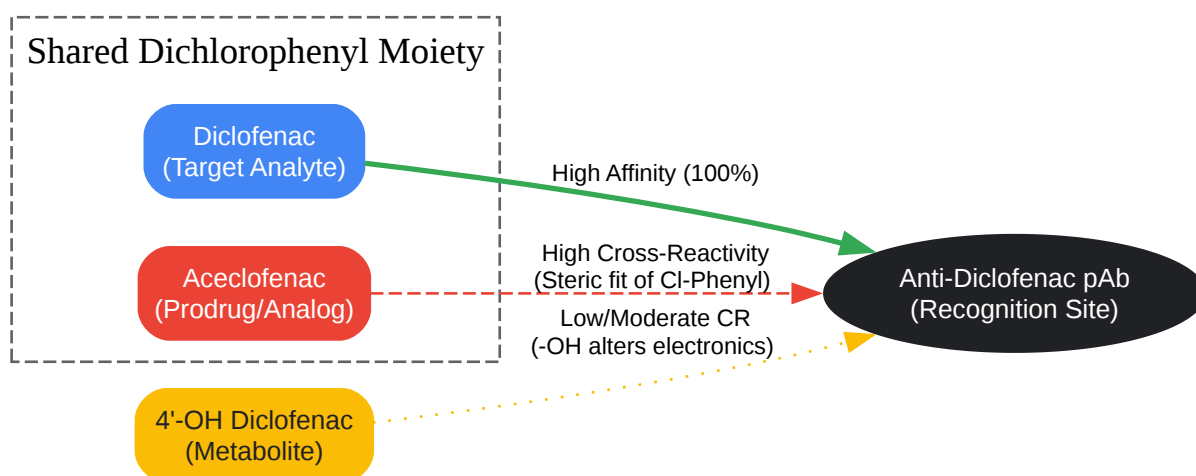 Shared Dichlorophenyl Moiety
Diclofenac
(Target Analyte)
High Affinity (100%)
Aceclofenac
(Prodrug/Analog)
High Cross-Reactivity
(Steric fit of Cl-Phenyl)
Anti-Diclofenac pAb
(Recognition Site)
Low/Moderate CR
(-OH alters electronics)
4'-OH Diclofenac
(Metabolite)